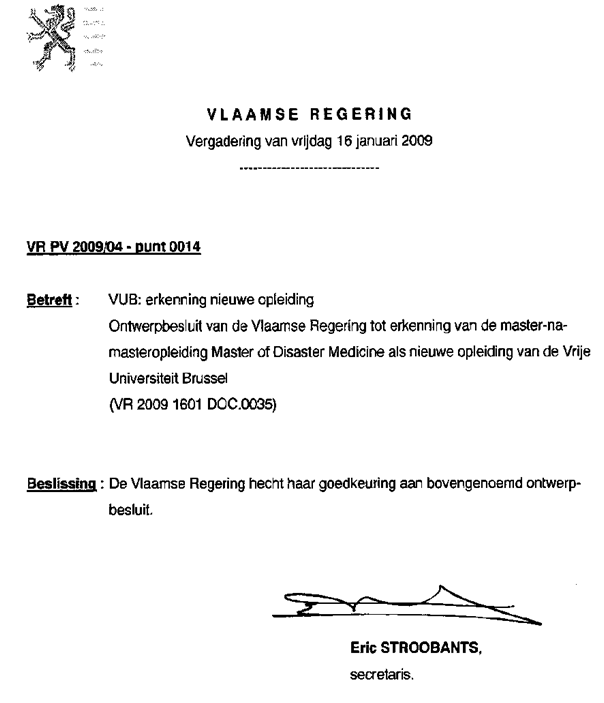 VLAAMSE REGERING
Vergadering van vrijdag 16 januari 2009
------------------------------
VR PV 2009/04 - punt 0014
Betreft : VUB: erkenning nieuwe opleiding
Ontwerpbesluit van de Vlaamse Regering tot erkenning van de master-na-
masteropleiding Master of Disaster Medicine als nieuwe opleiding van de Vrije
Universiteit Brussel
(VR 2009 1601 DOC.0035)
Beslissing : De Vlaamse Regering hecht haar goedkeuring aan bovengenoemd ontwerp-
besluit.
Eric STROOBANTS,
secretaris.